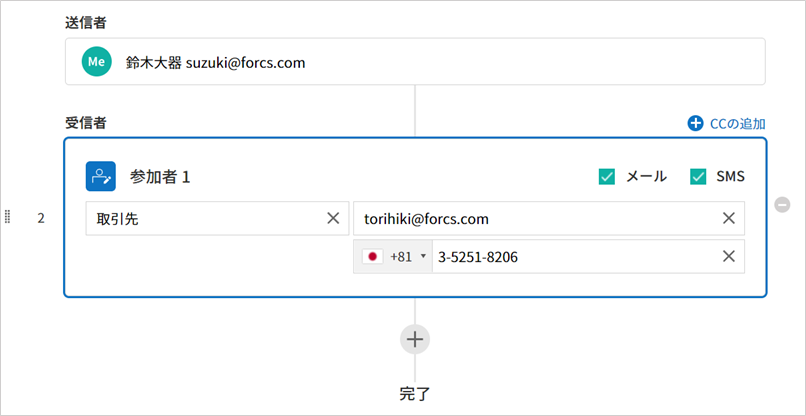 送信者
Me 鈴木大器 suzuki@forcs.com
受信者 CCの追加
参加者 1 メール SMS
2 取引先 torihiki@forcs.com
+81 3-5251-8206
完了